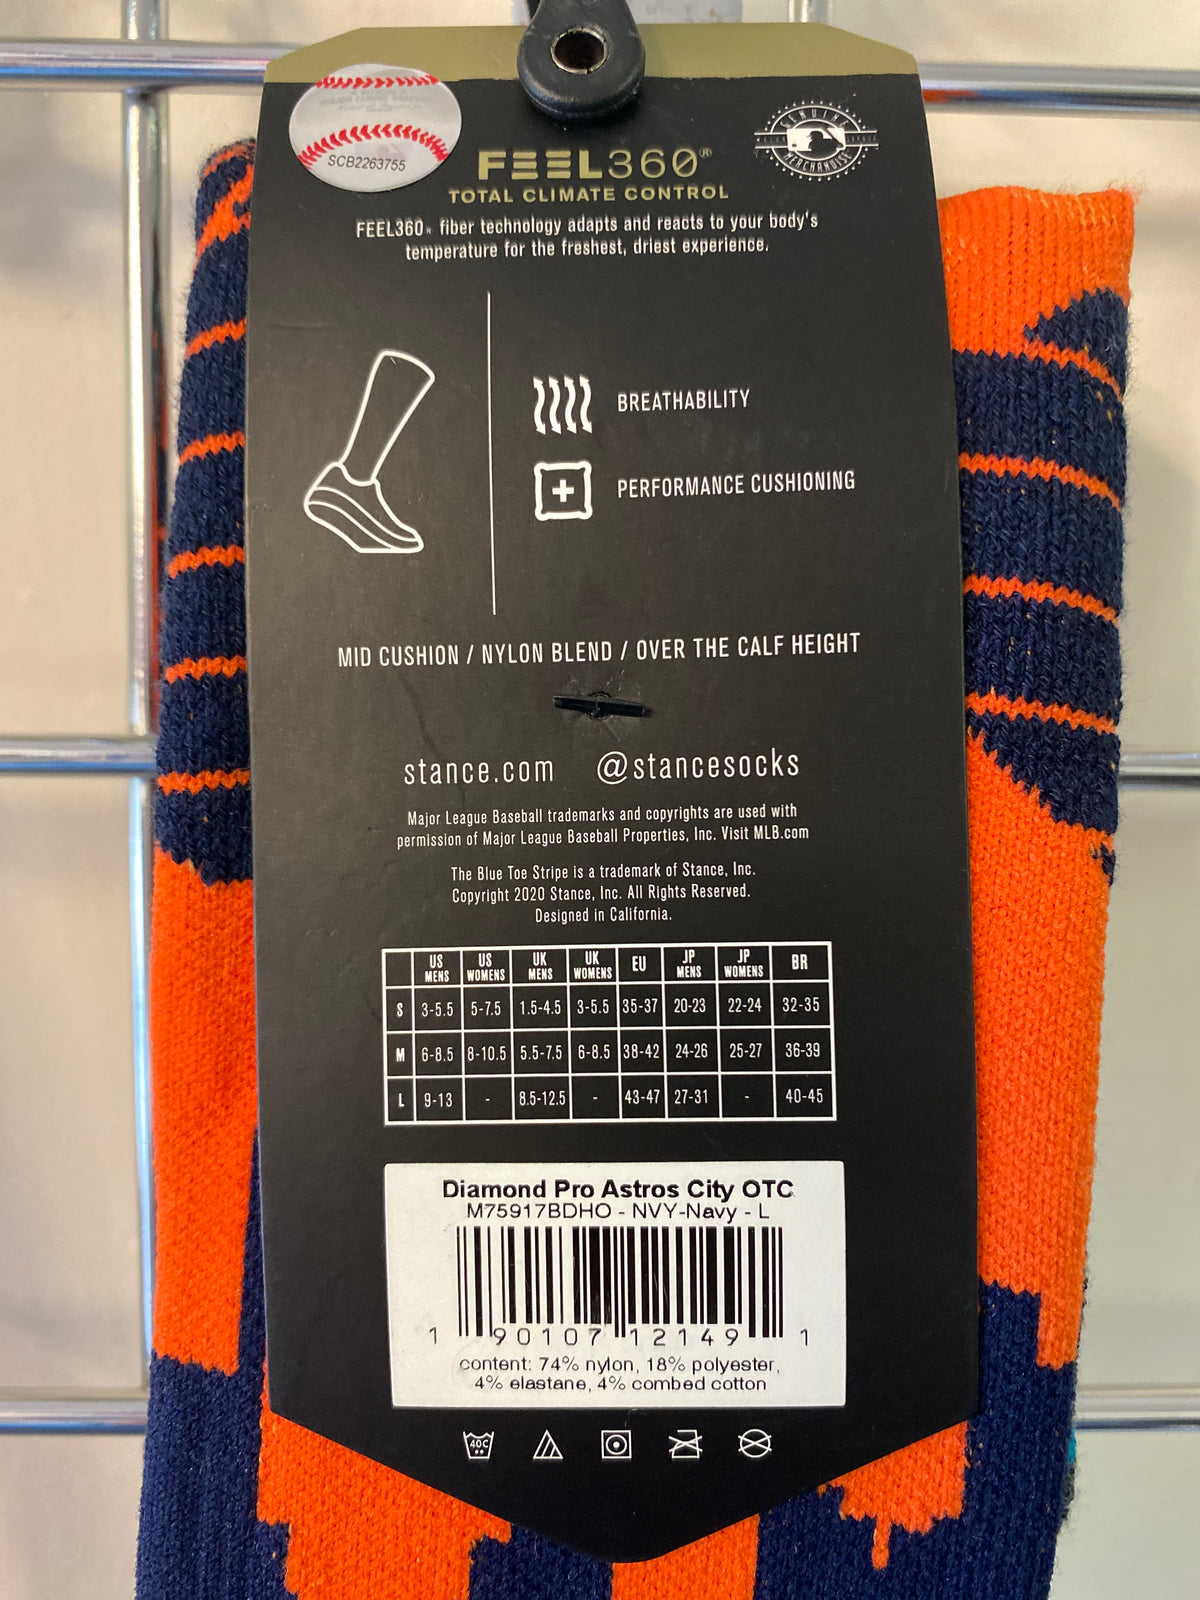 SCB2263755
GENUINE
MERCHANDISE
FEEL360®
TOTAL CLIMATE CONTROL
FEEL360® fiber technology adapts and reacts to your body's
temperature for the freshest, driest experience.
BREATHABILITY
PERFORMANCE CUSHIONING
MID CUSHION / NYLON BLEND / OVER THE CALF HEIGHT
stance.com @stancesocks
Major League Baseball trademarks and copyrights are used with
permission of Major League Baseball Properties, Inc. Visit MLB.com
The Blue Toe Stripe is a trademark of Stance, Inc.
Copyright 2020 Stance, Inc. All Rights Reserved.
Designed in California.
US MENS US WOMENS UK MENS UK WOMENS EU JP MENS JP WOMENS BR
S 3-5.5 5-7.5 1.5-4.5 3-5.5 35-37 20-23 22-24 32-35
M 6-8.5 8-10.5 5.5-7.5 6-8.5 38-42 24-26 25-27 36-39
L 9-13 - 8.5-12.5 - 43-47 27-31 - 40-45
Diamond Pro Astros City OTC
M75917BDHO - NVY-Navy - L
1 90107 12149 1
content: 74% nylon, 18% polyester,
4% elastane, 4% combed cotton
40C